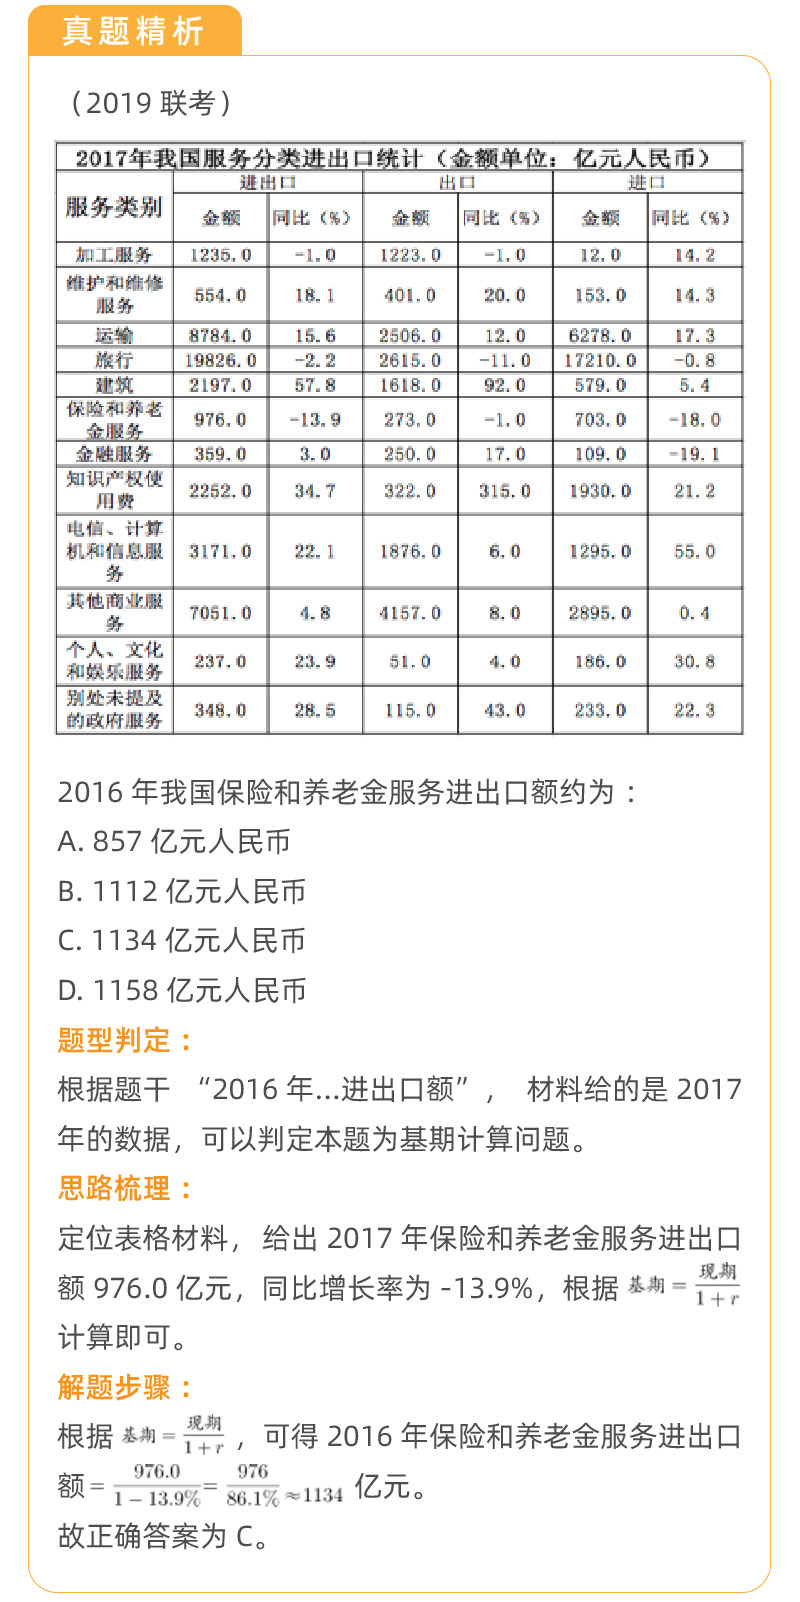 真题精析
（2019 联考）
2017年我国服务分类进出口统计（金额单位：亿元人民币）
服务类别 进出口 出口 进口
金额 同比（%） 金额 同比（%） 金额 同比（%）
加工服务 1235.0 -1.0 1223.0 -1.0 12.0 14.2
维护和维修
服务 554.0 18.1 401.0 20.0 153.0 14.3
运输 8784.0 15.6 2506.0 12.0 6278.0 17.3
旅行 19826.0 -2.2 2615.0 -11.0 17210.0 -0.8
建筑 2197.0 57.8 1618.0 92.0 579.0 5.4
保险和养老
金服务 976.0 -13.9 273.0 -1.0 703.0 -18.0
金融服务 359.0 3.0 250.0 17.0 109.0 -19.1
知识产权使
用费 2252.0 34.7 322.0 315.0 1930.0 21.2
电信、计算
机和信息服 3171.0 22.1 1876.0 6.0 1295.0 55.0
务
其他商业服
务 7051.0 4.8 4157.0 8.0 2895.0 0.4
个人、文化
和娱乐服务 237.0 23.9 51.0 4.0 186.0 30.8
别处未提及
的政府服务 348.0 28.5 115.0 43.0 233.0 22.3
2016 年我国保险和养老金服务进出口额约为：
A. 857 亿元人民币
B. 1112 亿元人民币
C. 1134 亿元人民币
D. 1158 亿元人民币
题型判定：
根据题干 “2016 年...进出口额”， 材料给的是 2017
年的数据，可以判定本题为基期计算问题。
思路梳理：
定位表格材料，给出 2017 年保险和养老金服务进出口
额 976.0 亿元，同比增长率为 -13.9%，根据 基期 = 现期/(1+r)
计算即可。
解题步骤：
根据 基期 = 现期/(1+r) ，可得 2016 年保险和养老金服务进出口
额 = 976.0/(1−13.9%) = 976/86.1% ≈1134 亿元。
故正确答案为 C。